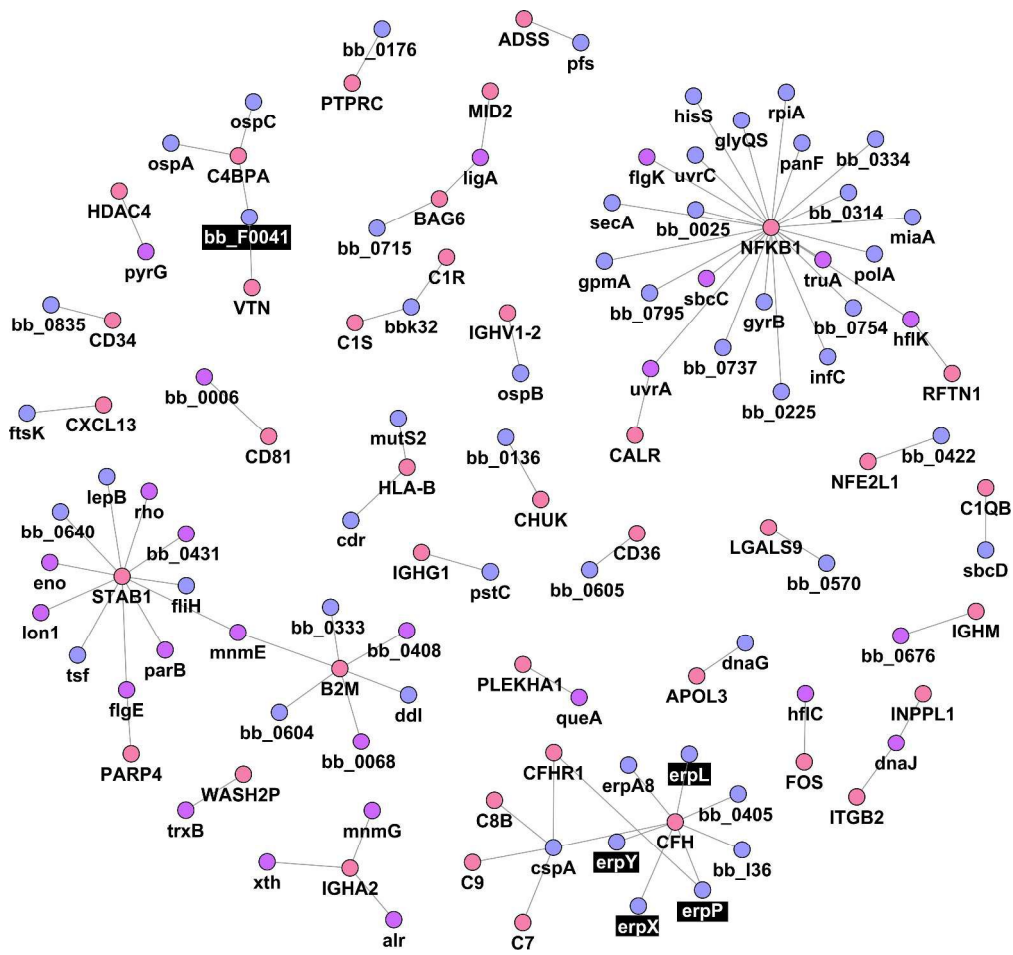 ADSS
bb_0176
pfs
PTPRC
MID2
hisS
rpiA
ospC
glyQS
ospA
panF
bb_0334
C4BPA
ligA
flgK
uvrC
HDAC4
BAG6
secA
bb_0025
bb_0314
miaA
bb_F0041
bb_0715
NFKB1
pyrG
C1R
gpmA
sbcC
truA
polA
VTN
bb_0795
gyrB
bb_0754
bb_0835
CD34
C1S
bbk32
IGHV1-2
hflK
bb_0737
infC
bb_0006
ospB
uvrA
bb_0225
RFTN1
ftsK
CXCL13
mutS2
CD81
bb_0136
CALR
bb_0422
HLA-B
NFE2L1
lepB
rho
C1QB
bb_0640
cdr
CHUK
bb_0431
CD36
LGALS9
eno
STAB1
IGHG1
pstC
bb_0605
bb_0570
sbcD
fliH
lon1
bb_0333
IGHM
tsf
parB
mnmE
bb_0408
bb_0676
B2M
PLEKHA1
APOL3
dnaG
flgE
ddl
queA
hflC
INPPL1
bb_0604
bb_0068
PARP4
CFHR1
erpA8
erpL
dnaJ
WASH2P
FOS
trxB
mnmG
C8B
bb_0405
ITGB2
CFH
xth
IGHA2
C9
cspA
erpY
bb_I36
alr
C7
erpX
erpP